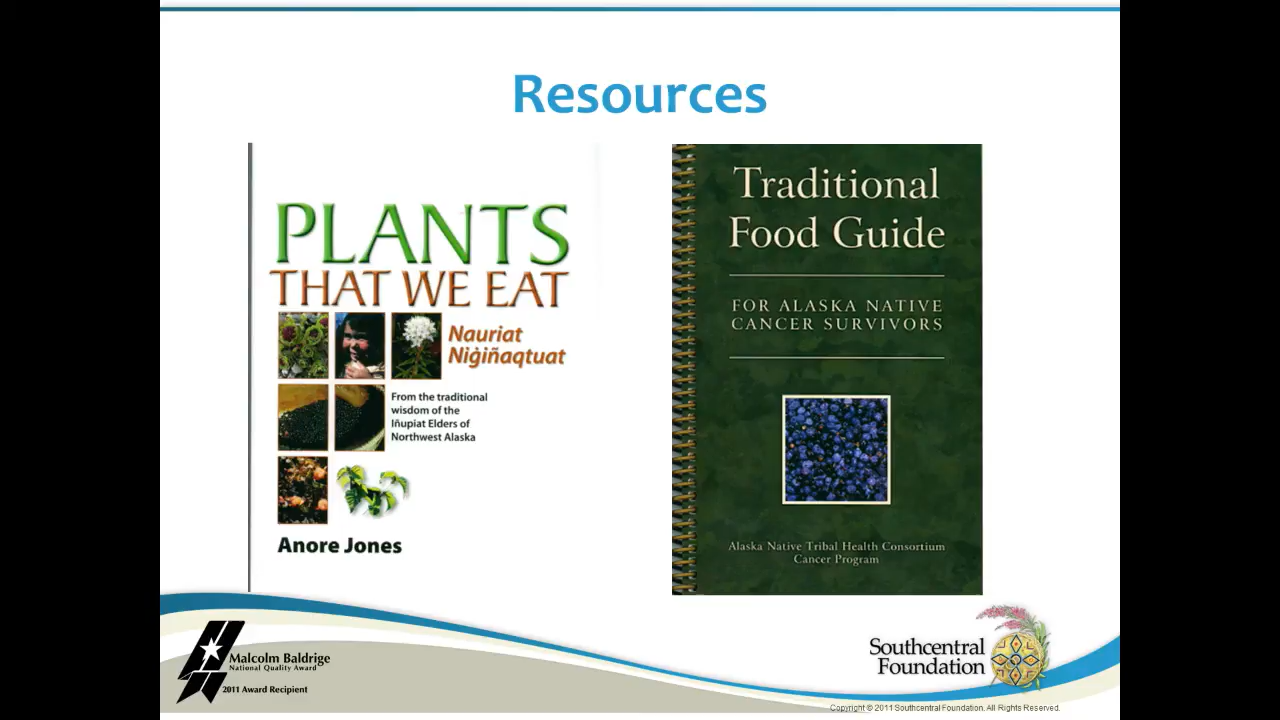 Resources
PLANTS
THAT WE EAT
Nauriat
Niġiñaqtuat
From the traditional
wisdom of the
Iñupiat Elders of
Northwest Alaska
Anore Jones
Traditional
Food Guide
FOR ALASKA NATIVE
CANCER SURVIVORS
Alaska Native Tribal Health Consortium
Cancer Program
Malcolm Baldrige
National Quality Award
2011 Award Recipient
Southcentral
Foundation
Copyright © 2011 Southcentral Foundation. All Rights Reserved.